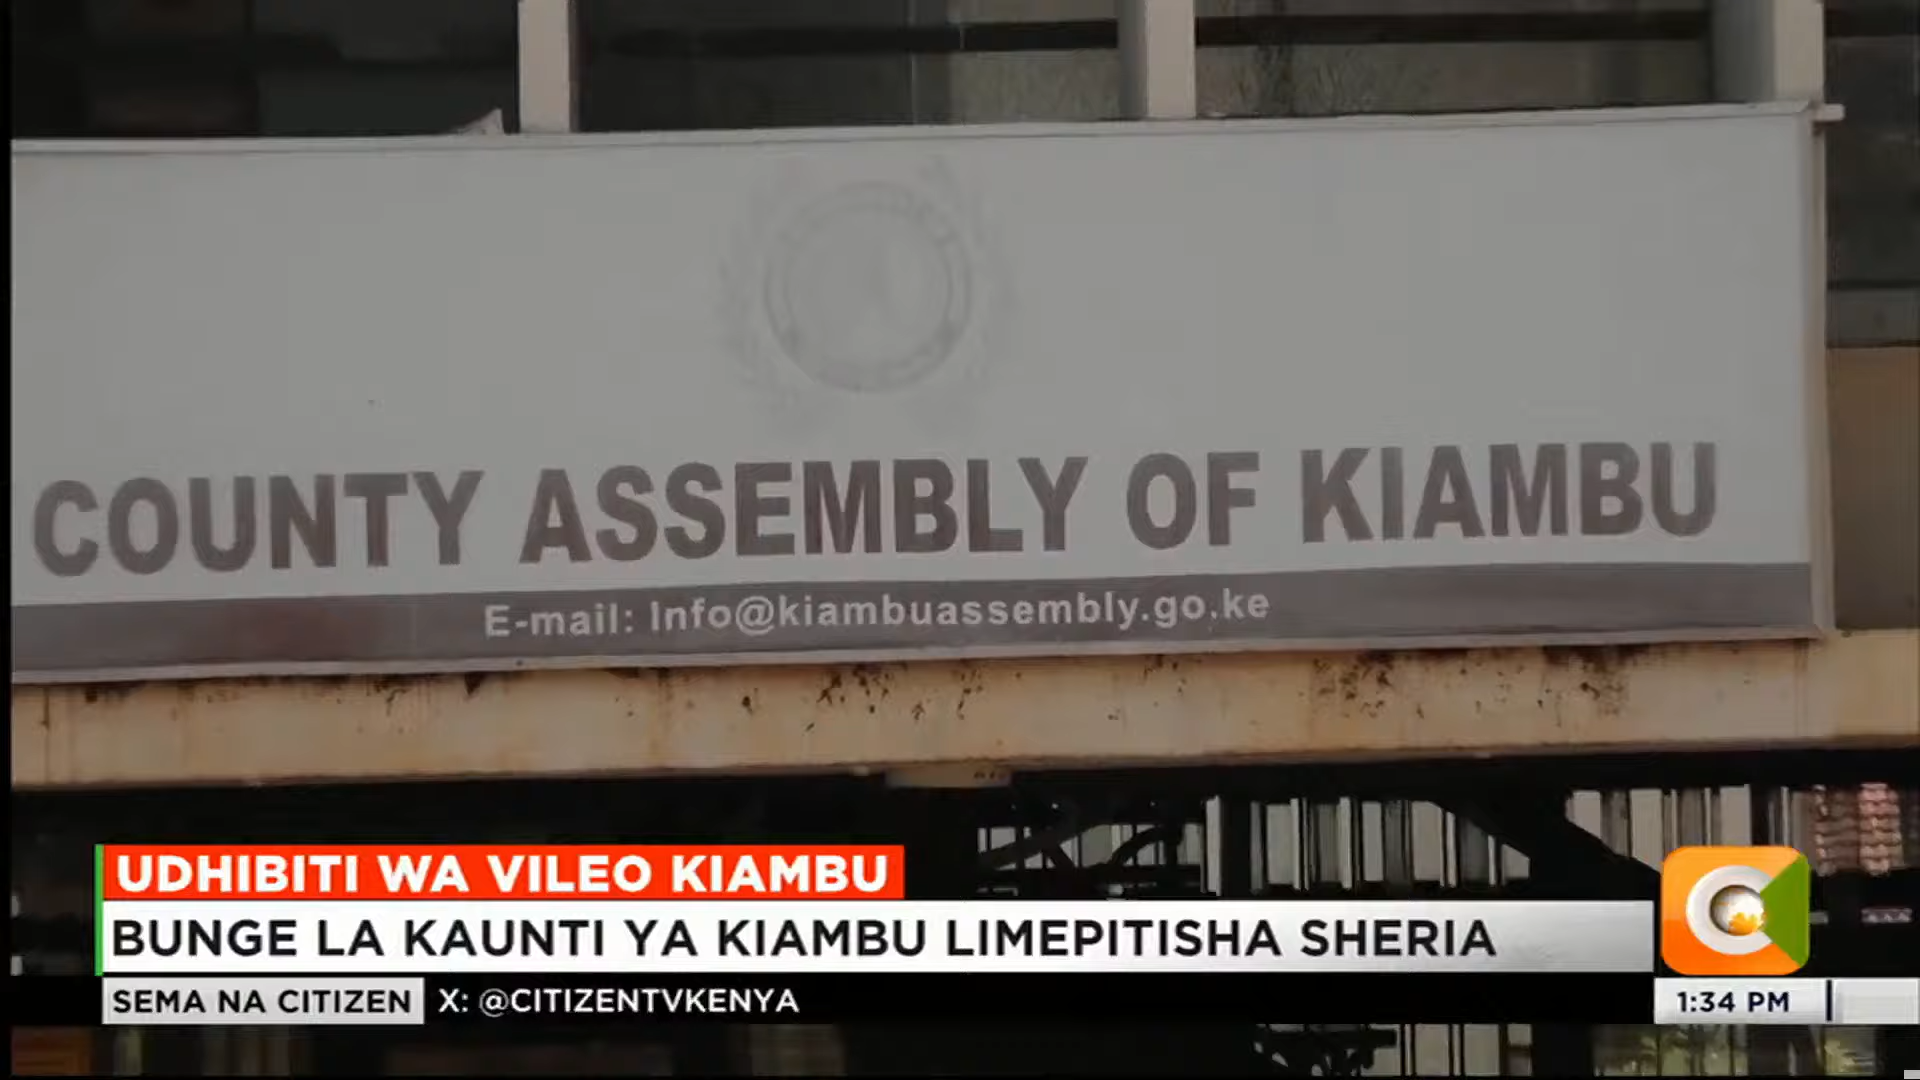 COUNTY ASSEMBLY OF KIAMBU
E-mail: Info@kiambuassembly.go.ke
UDHIBITI WA VILEO KIAMBU
BUNGE LA KAUNTI YA KIAMBU LIMEPITISHA SHERIA
SEMA NA CITIZEN X: @CITIZENTVKENYA
1:34 PM